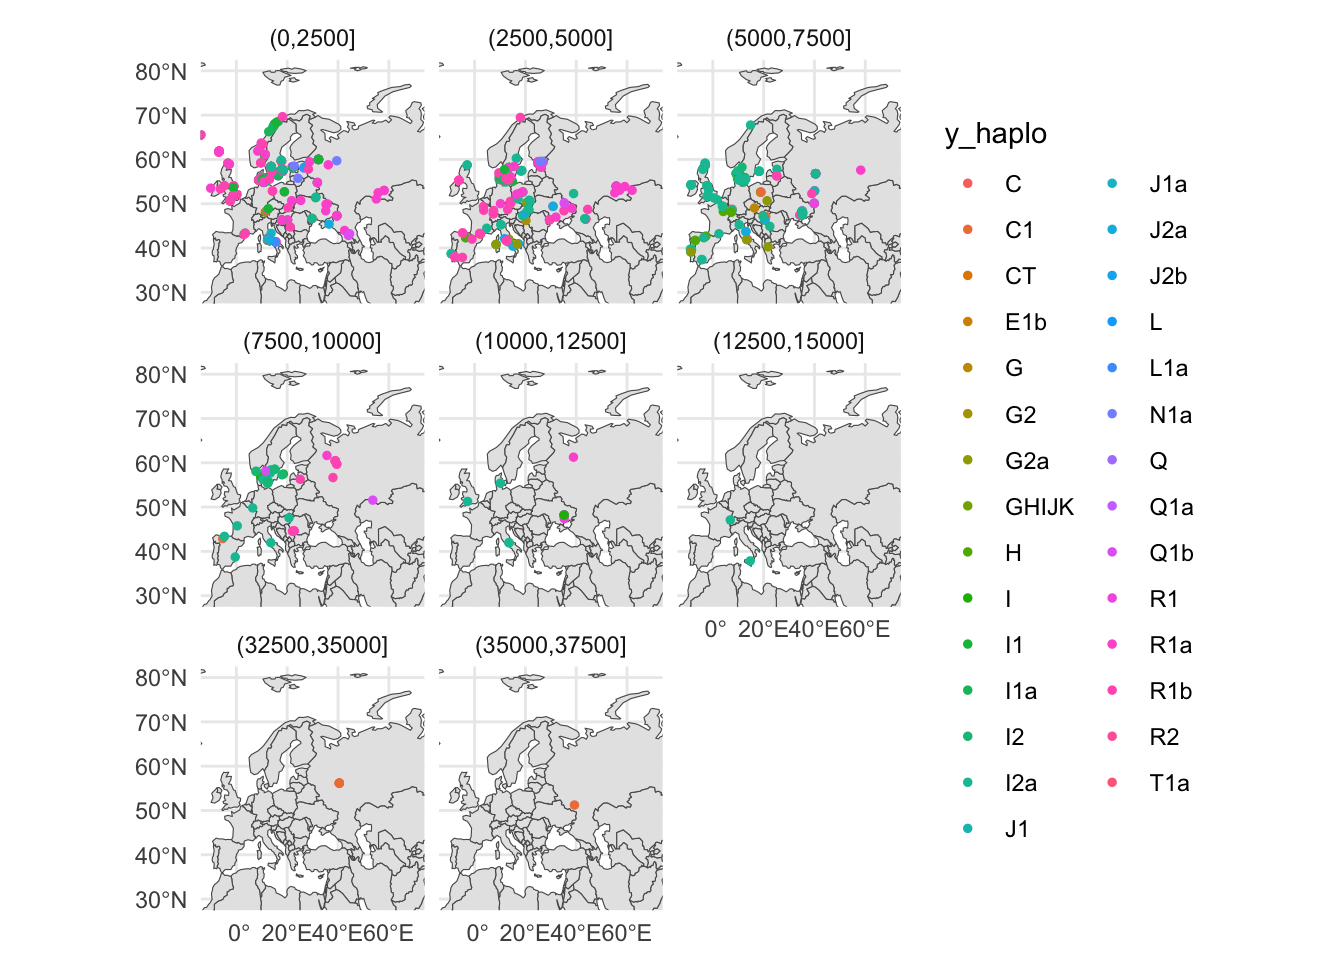 (0,2500]
(2500,5000]
(5000,7500]
80°N
70°N
60°N
50°N
40°N
30°N
(7500,10000]
(10000,12500]
(12500,15000]
80°N
70°N
60°N
50°N
40°N
30°N
0° 20°E40°E60°E
(32500,35000]
(35000,37500]
80°N
70°N
60°N
50°N
40°N
30°N
0° 20°E40°E60°E
0° 20°E40°E60°E
y_haplo
C
C1
CT
E1b
G
G2
G2a
GHIJK
H
I
I1
I1a
I2
I2a
J1
J1a
J2a
J2b
L
L1a
N1a
Q
Q1a
Q1b
R1
R1a
R1b
R2
T1a